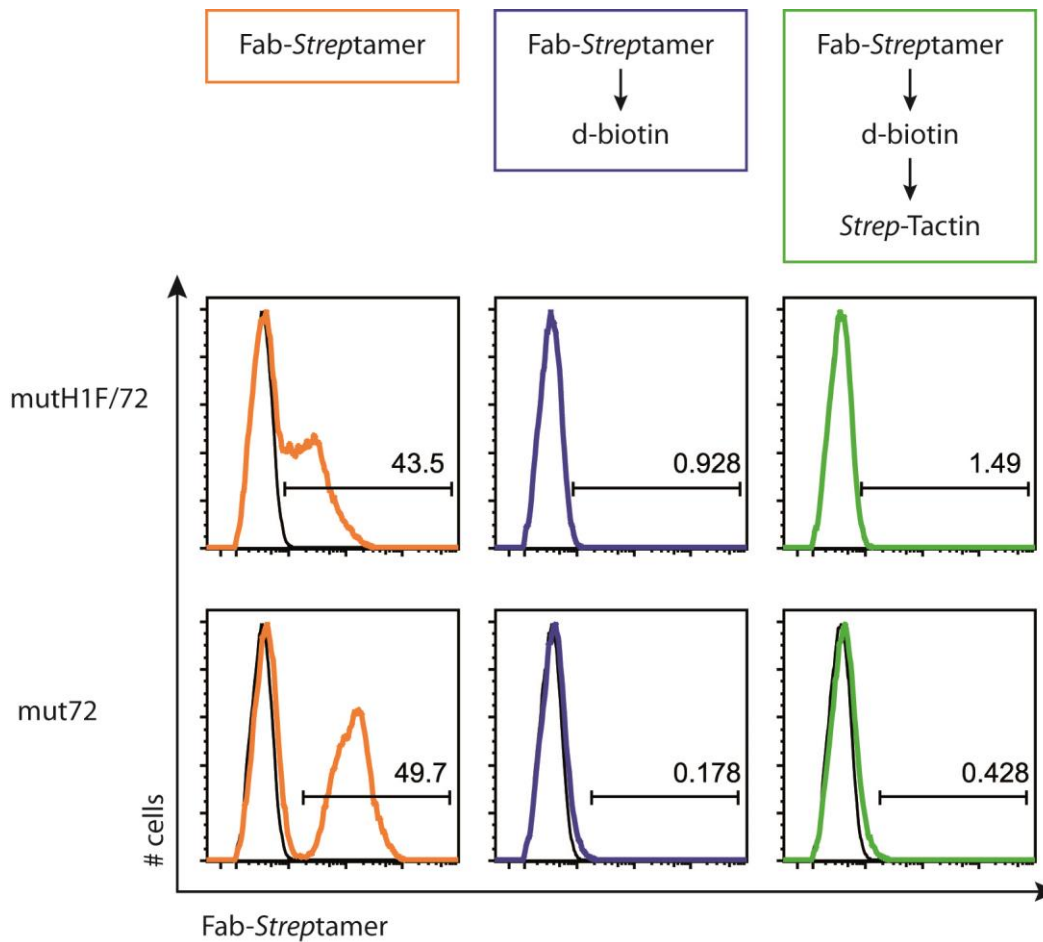 Fab-Streptamer
Fab-Streptamer
d-biotin
Fab-Streptamer
d-biotin
Strep-Tactin
mutH1F/72
43.5
0.928
1.49
mut72
49.7
0.178
0.428
# cells
Fab-Streptamer